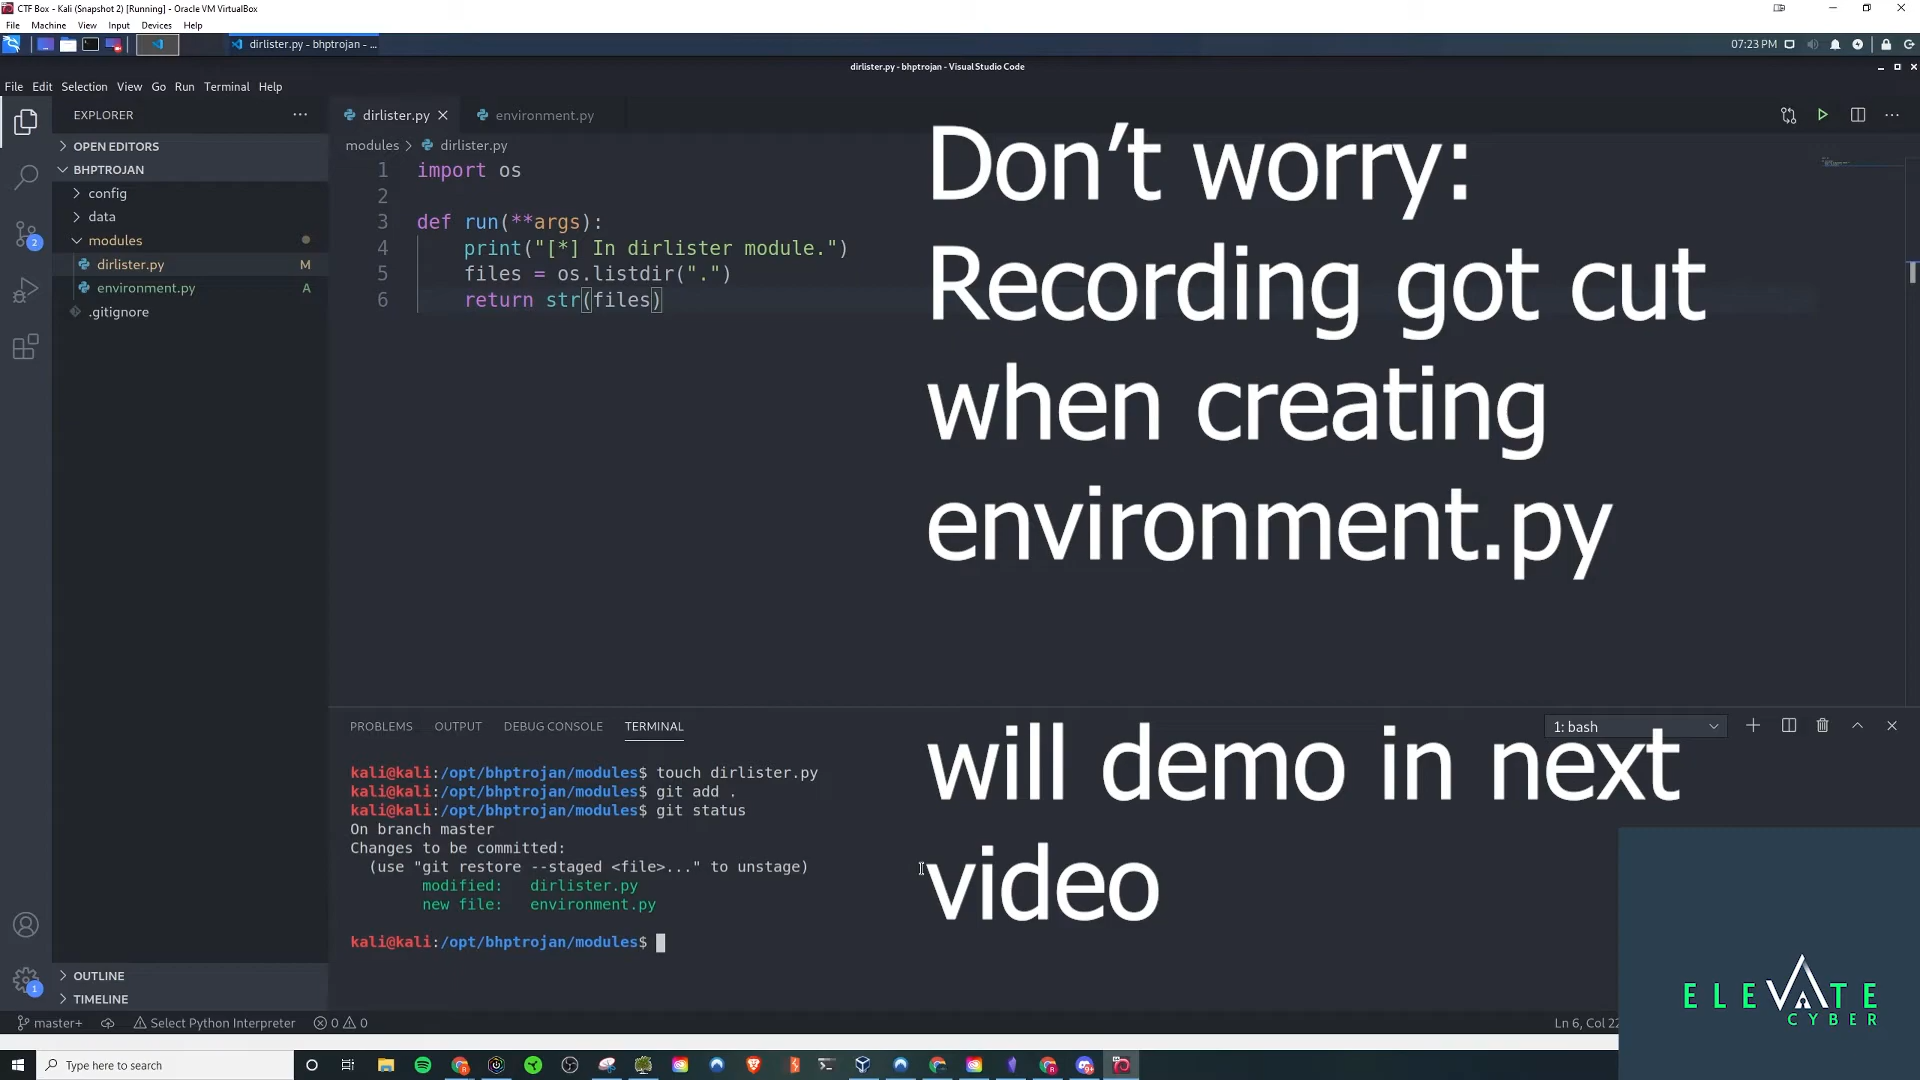 CTF Box - Kali (Snapshot 2) [Running] - Oracle VM VirtualBox
File Machine View Input Devices Help
dirlister.py - bhptrojan - ...
07:23 PM
dirlister.py - bhptrojan - Visual Studio Code
File Edit Selection View Go Run Terminal Help
EXPLORER
OPEN EDITORS
BHPTROJAN
config
data
modules
dirlister.py M
environment.py A
.gitignore
OUTLINE
TIMELINE
2
1
dirlister.py environment.py
modules > dirlister.py
1 import os
2
3 def run(**args):
4 print("[*] In dirlister module.")
5 files = os.listdir(".")
6 return str(files)
Don't worry:
Recording got cut
when creating
environment.py
will demo in next
video
PROBLEMS OUTPUT DEBUG CONSOLE TERMINAL
1: bash
kali@kali:/opt/bhptrojan/modules$ touch dirlister.py
kali@kali:/opt/bhptrojan/modules$ git add .
kali@kali:/opt/bhptrojan/modules$ git status
On branch master
Changes to be committed:
(use "git restore --staged <file>..." to unstage)
modified: dirlister.py
new file: environment.py
kali@kali:/opt/bhptrojan/modules$
master+ Select Python Interpreter 0 0
Ln 6, Col 22
ELEVATE
CYBER
Type here to search